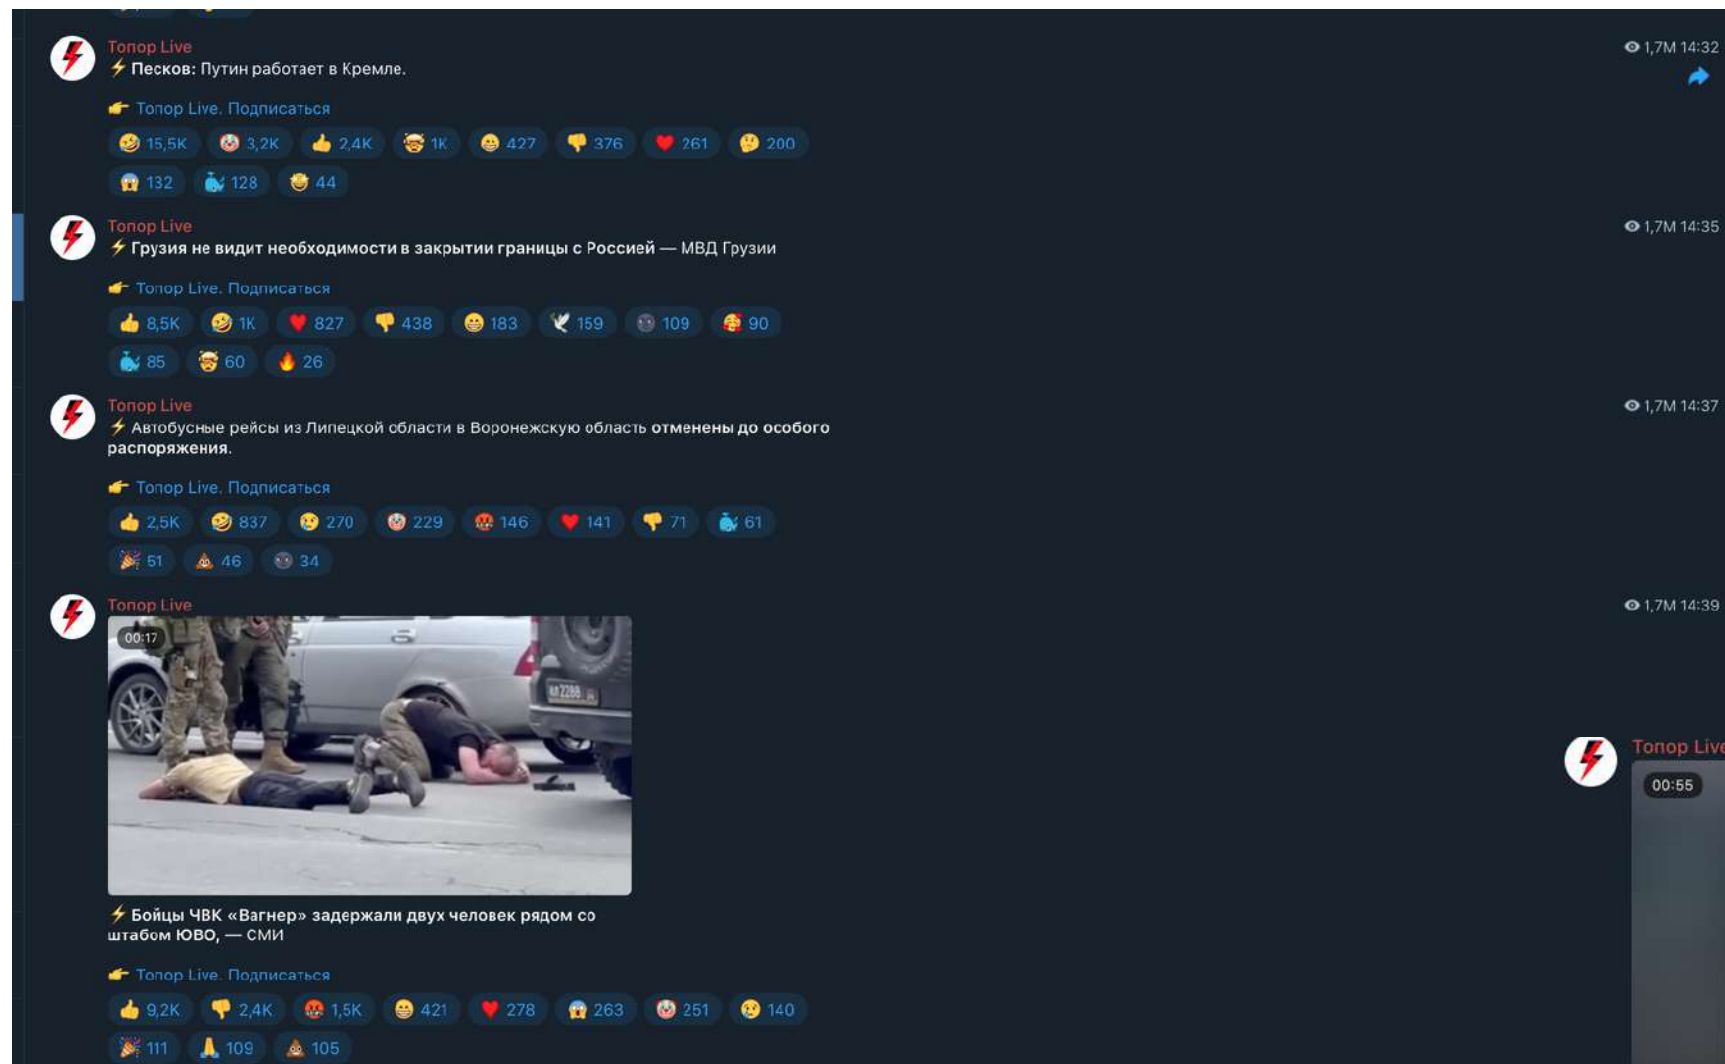 Топор Live
1,7M 14:32
⚡ Песков: Путин работает в Кремле.
👉 Топор Live. Подписаться
🤣 15,5K 🤡 3,2K 👍 2,4K 🤯 1K 😁 427 👎 376 ❤ 261 🤔 200
😱 132 🐳 128 🤩 44
Топор Live
1,7M 14:35
⚡ Грузия не видит необходимости в закрытии границы с Россией — МВД Грузии
👉 Топор Live. Подписаться
👍 8,5K 🤣 1K ❤ 827 👎 438 😁 183 🕊 159 🌚 109 🥰 90
🐳 85 🤯 60 🔥 26
Топор Live
1,7M 14:37
⚡ Автобусные рейсы из Липецкой области в Воронежскую область отменены до особого
распоряжения.
👉 Топор Live. Подписаться
👍 2,5K 🤣 837 😢 270 🤡 229 🤬 146 ❤ 141 👎 71 🐳 61
🎉 51 💩 46 🌚 34
Топор Live
1,7M 14:39
00:17
2288
⚡ Бойцы ЧВК «Вагнер» задержали двух человек рядом со
штабом ЮВО, — СМИ
👉 Топор Live. Подписаться
👍 9,2K 👎 2,4K 🤬 1,5K 😁 421 ❤ 278 😱 263 🤡 251 😢 140
🎉 111 🙏 109 💩 105
Топор Live
00:55